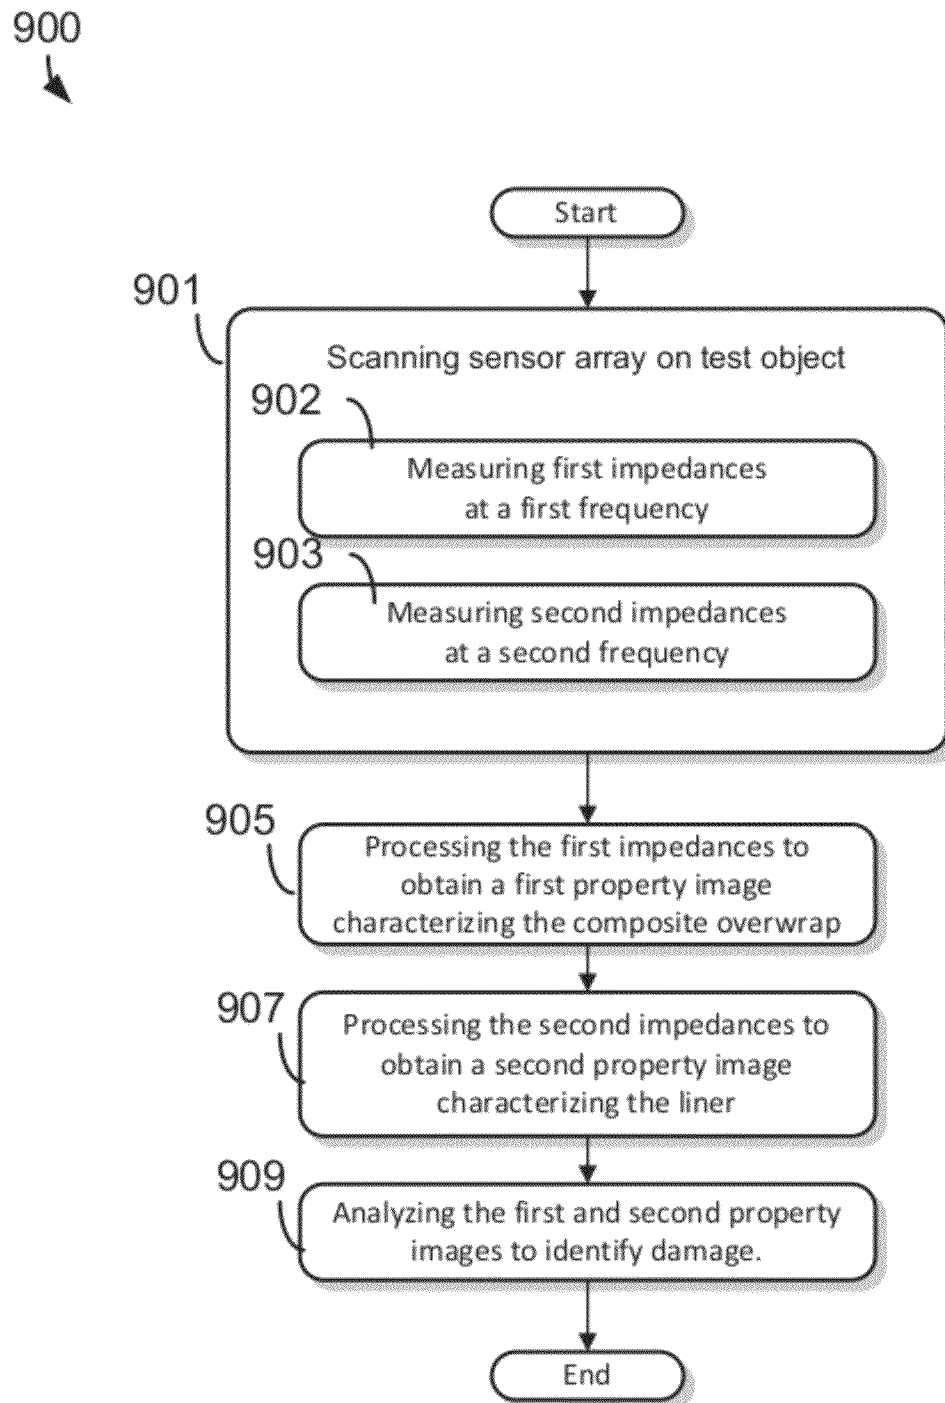 900
Start
901
Scanning sensor array on test object
902
Measuring first impedances
at a first frequency
903
Measuring second impedances
at a second frequency
905
Processing the first impedances to
obtain a first property image
characterizing the composite overwrap
907
Processing the second impedances to
obtain a second property image
characterizing the liner
909
Analyzing the first and second property
images to identify damage.
End